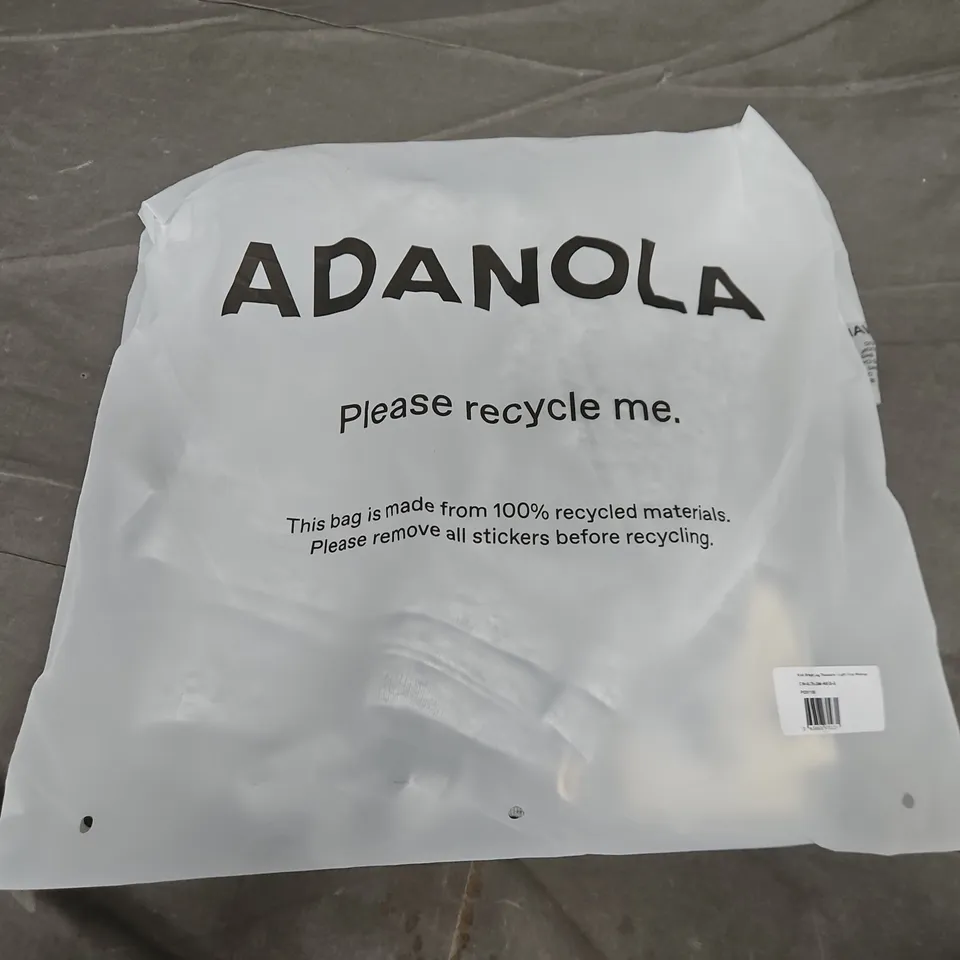 ADANOLA
Please recycle me.
This bag is made from 100% recycled materials.
Please remove all stickers before recycling.